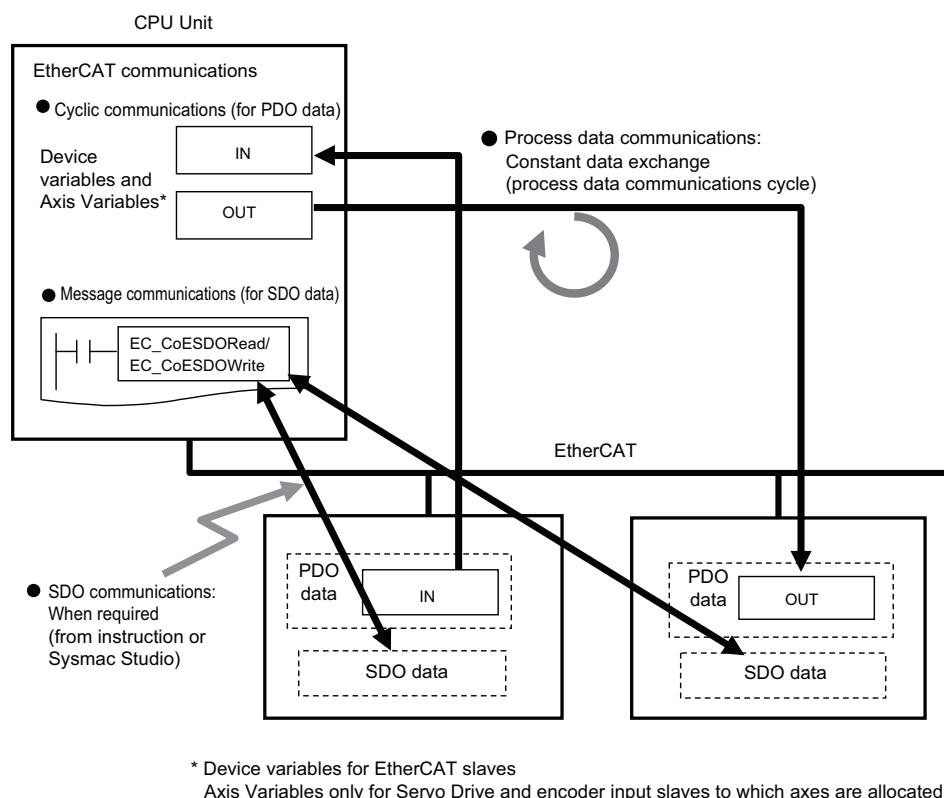 CPU Unit
EtherCAT communications
● Cyclic communications (for PDO data)
Device
variables and
Axis Variables*
IN
OUT
● Process data communications:
Constant data exchange
(process data communications cycle)
● Message communications (for SDO data)
EC_CoESDORead/
EC_CoESDOWrite
EtherCAT
● SDO communications:
When required
(from instruction or
Sysmac Studio)
PDO
data
IN
SDO data
PDO
data
OUT
SDO data
* Device variables for EtherCAT slaves
Axis Variables only for Servo Drive and encoder input slaves to which axes are allocated